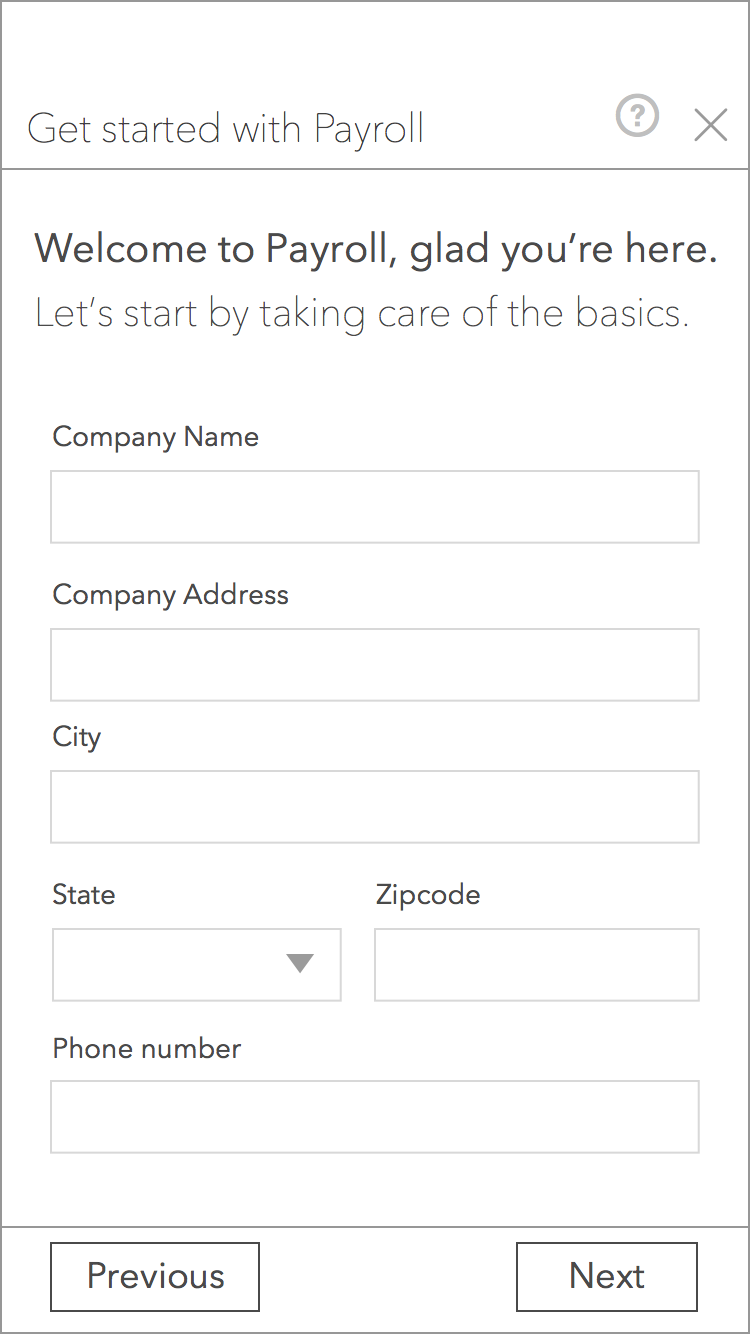 Get started with Payroll
?
Welcome to Payroll, glad you’re here.
Let’s start by taking care of the basics.
Company Name
Company Address
City
State
Zipcode
Phone number
Previous
Next